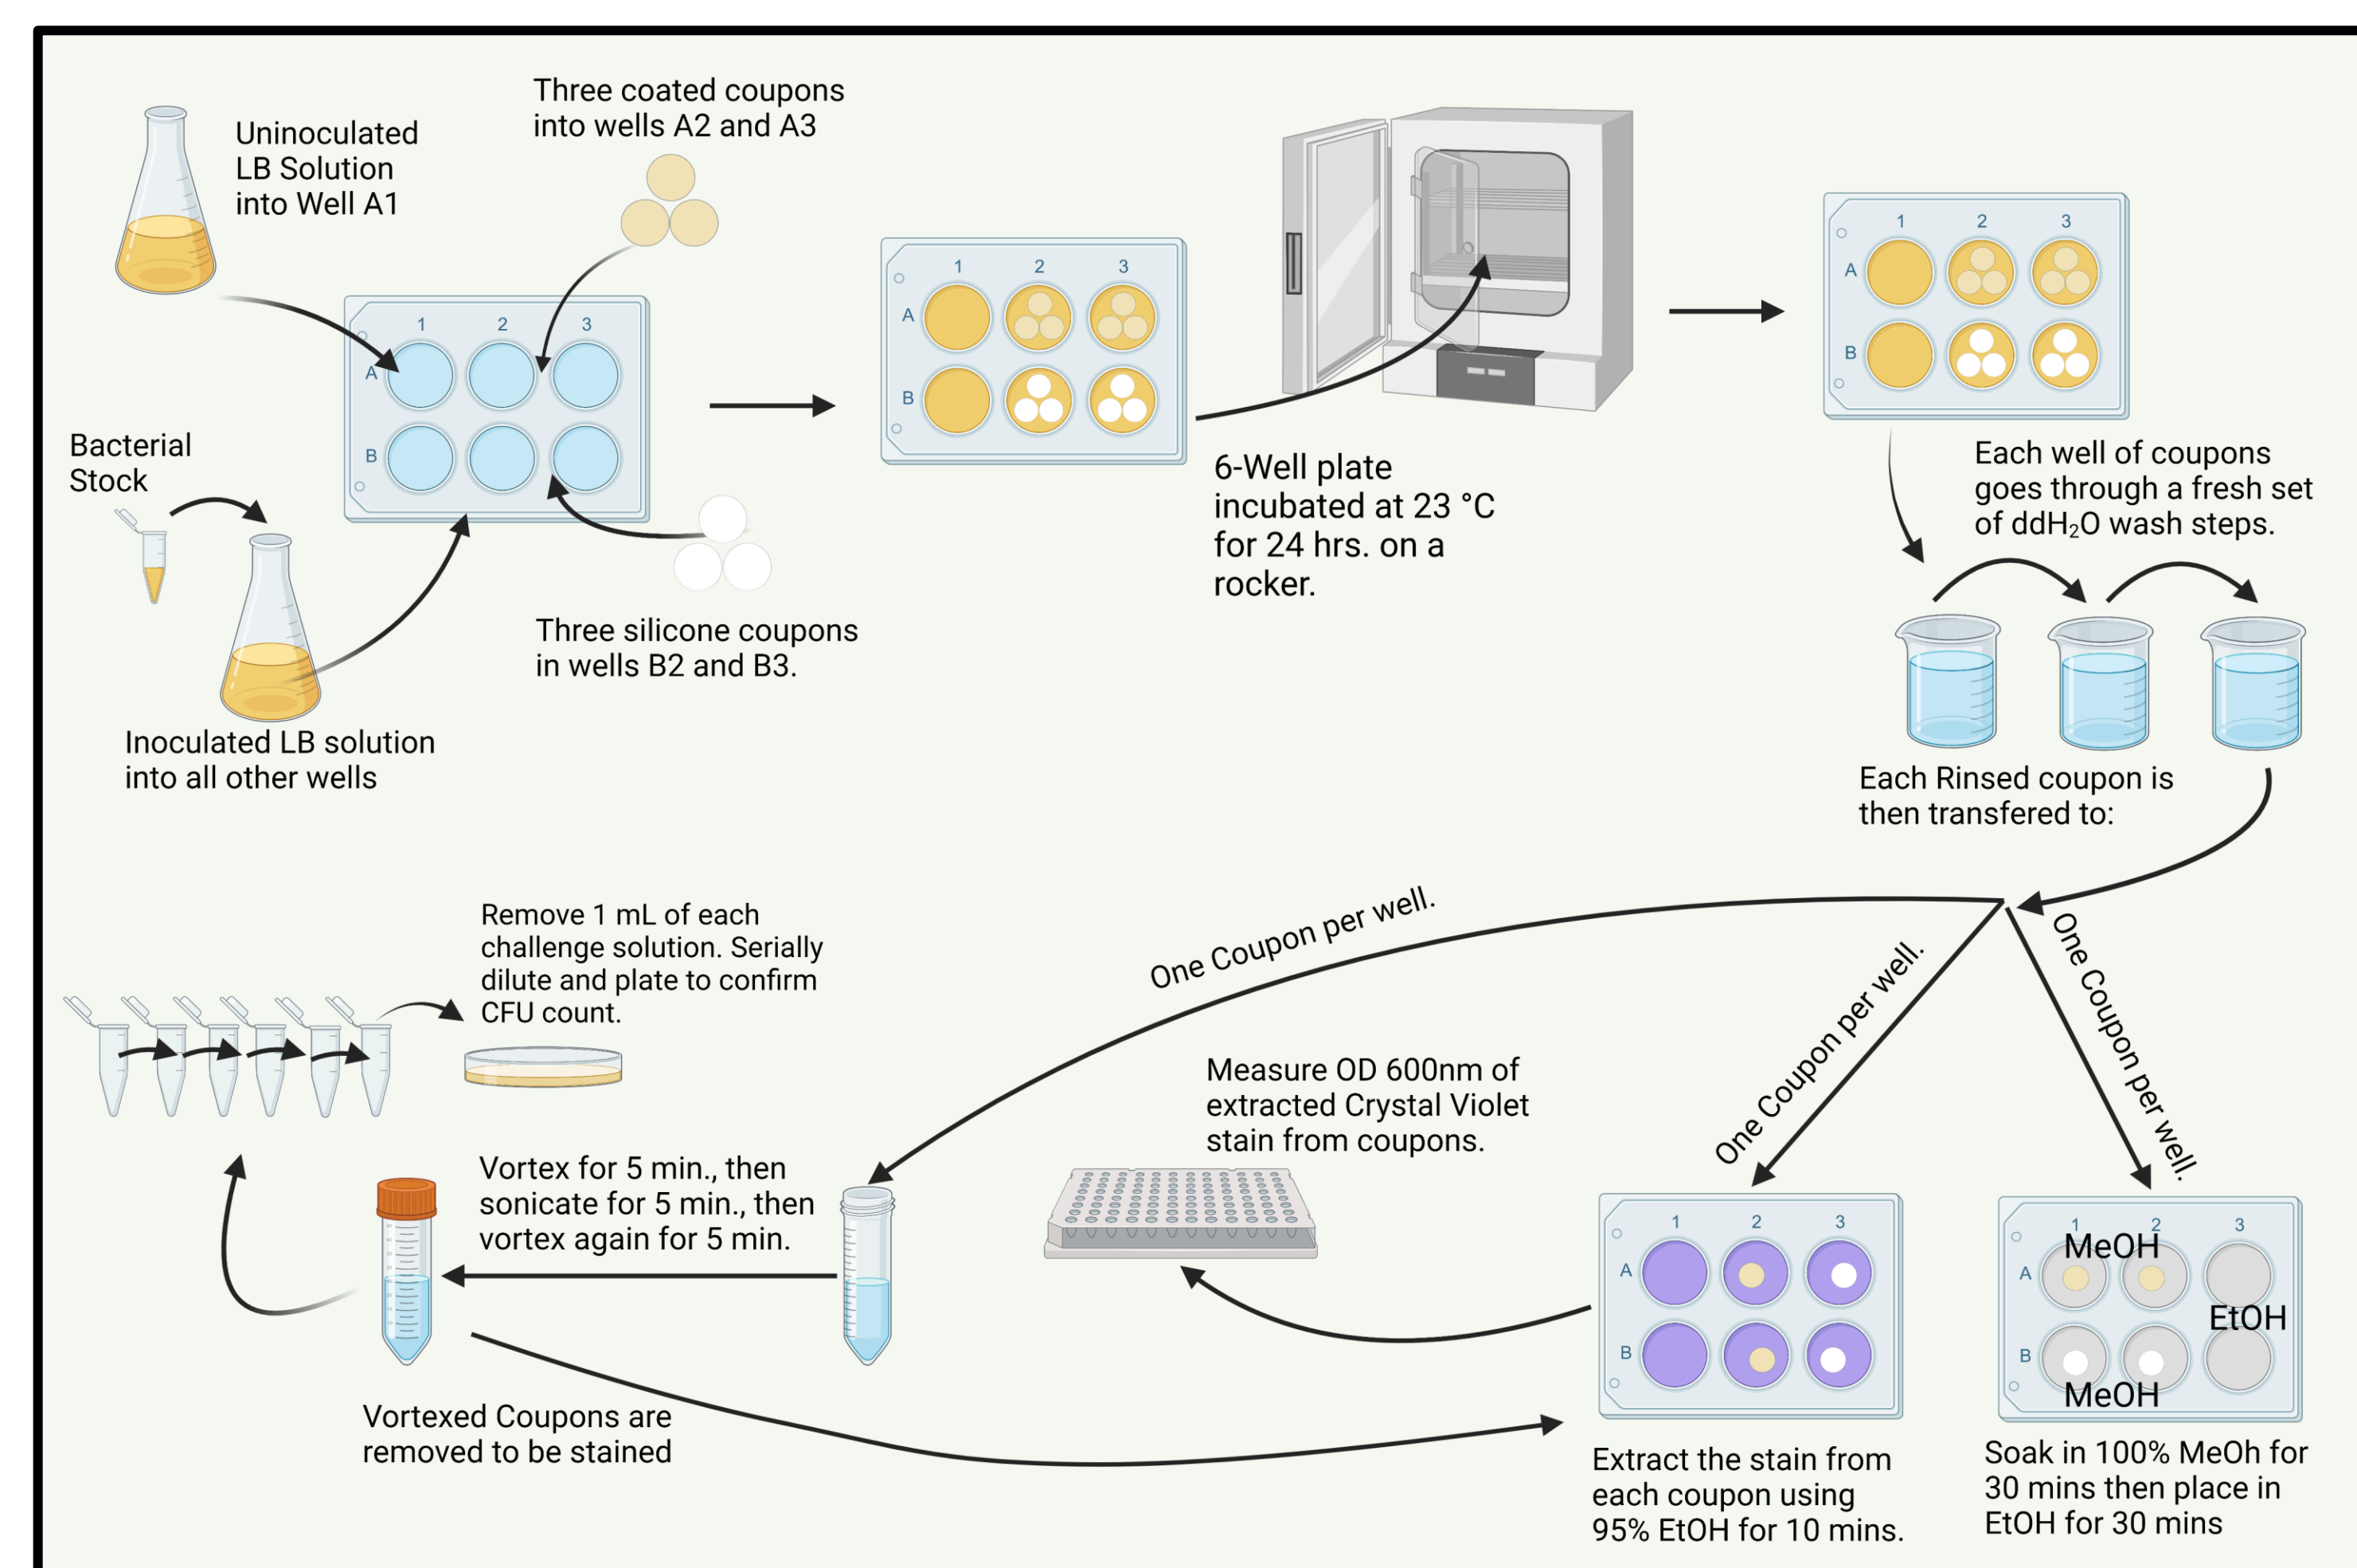 Uninoculated
LB Solution
into Well A1
Three coated coupons
into wells A2 and A3
1 2 3
A
B
Bacterial
Stock
Inoculated LB solution
into all other wells
Three silicone coupons
in wells B2 and B3.
1 2 3
A
B
6-Well plate
incubated at 23 °C
for 24 hrs. on a
rocker.
1 2 3
A
B
Each well of coupons
goes through a fresh set
of ddH₂O wash steps.
Each Rinsed coupon is
then transfered to:
One Coupon per well.
One Coupon per well.
One Coupon per well.
Remove 1 mL of each
challenge solution. Serially
dilute and plate to confirm
CFU count.
Vortex for 5 min., then
sonicate for 5 min., then
vortex again for 5 min.
Vortexed Coupons are
removed to be stained
Measure OD 600nm of
extracted Crystal Violet
stain from coupons.
1 2 3
A
B
Extract the stain from
each coupon using
95% EtOH for 10 mins.
1 2 3
MeOH
A
EtOH
B
MeOH
Soak in 100% MeOh for
30 mins then place in
EtOH for 30 mins